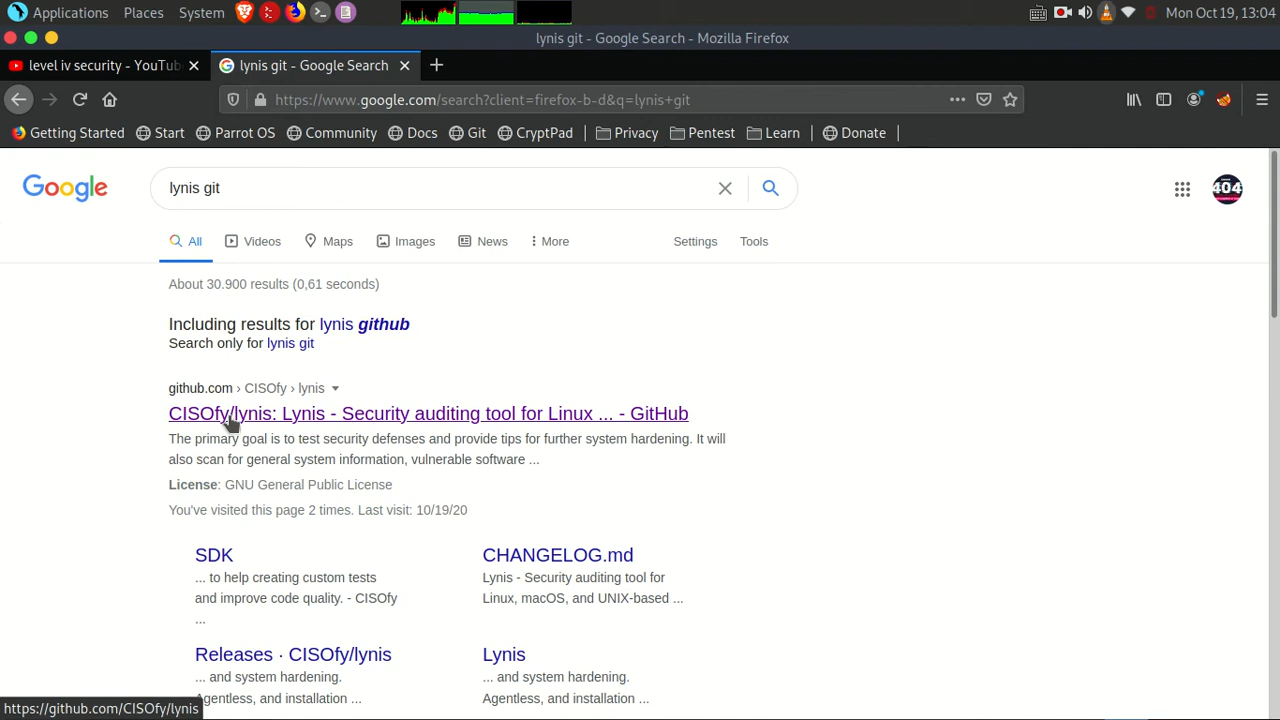 Applications Places System Mon Oct 19, 13:04
lynis git - Google Search - Mozilla Firefox
level iv security - YouTub lynis git - Google Search
https://www.google.com/search?client=firefox-b-d&q=lynis+git
Getting Started Start Parrot OS Community Docs Git CryptPad Privacy Pentest Learn Donate
Google lynis git 404
All Videos Maps Images News More Settings Tools
About 30.900 results (0,61 seconds)
Including results for lynis github
Search only for lynis git
github.com › CISOfy › lynis
CISOfy/lynis: Lynis - Security auditing tool for Linux ... - GitHub
The primary goal is to test security defenses and provide tips for further system hardening. It will
also scan for general system information, vulnerable software ...
License: GNU General Public License
You've visited this page 2 times. Last visit: 10/19/20
SDK
... to help creating custom tests
and improve code quality. - CISOfy
...
CHANGELOG.md
Lynis - Security auditing tool for
Linux, macOS, and UNIX-based ...
Releases · CISOfy/lynis
... and system hardening.
Agentless, and installation ...
Lynis
... and system hardening.
Agentless, and installation ...
https://github.com/CISOfy/lynis